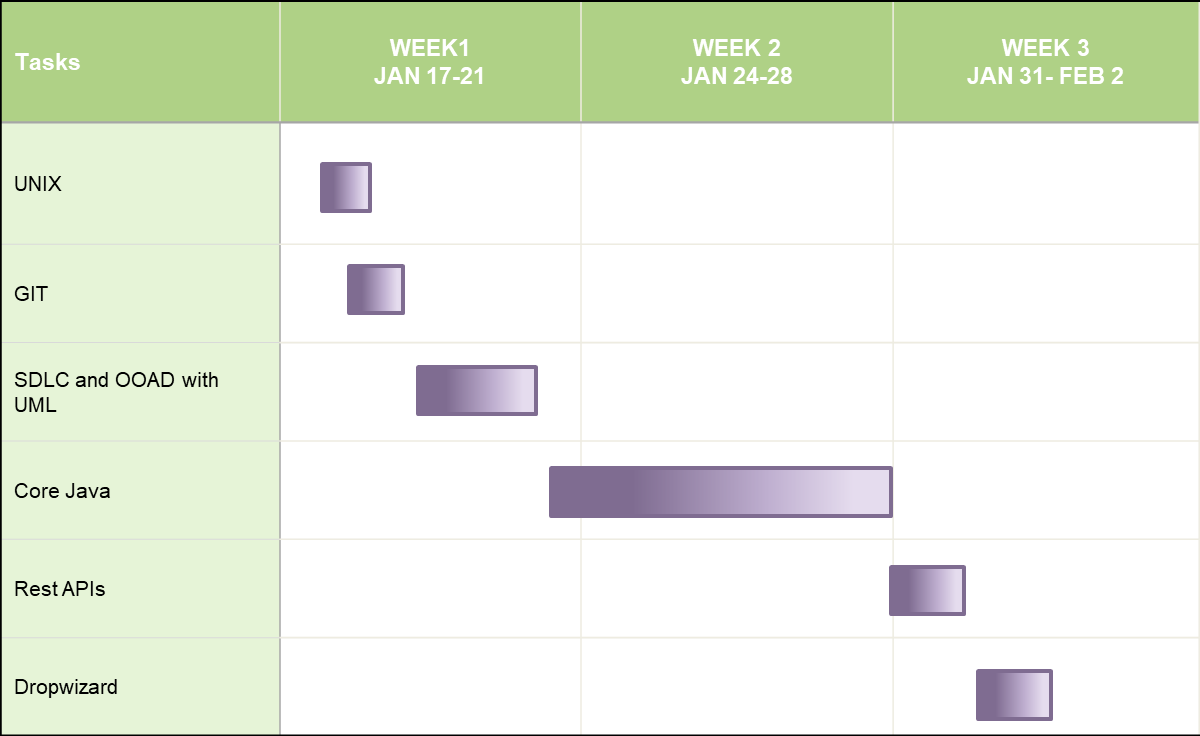 Tasks
WEEK1
JAN 17-21
WEEK 2
JAN 24-28
WEEK 3
JAN 31- FEB 2
UNIX
GIT
SDLC and OOAD with
UML
Core Java
Rest APIs
Dropwizard